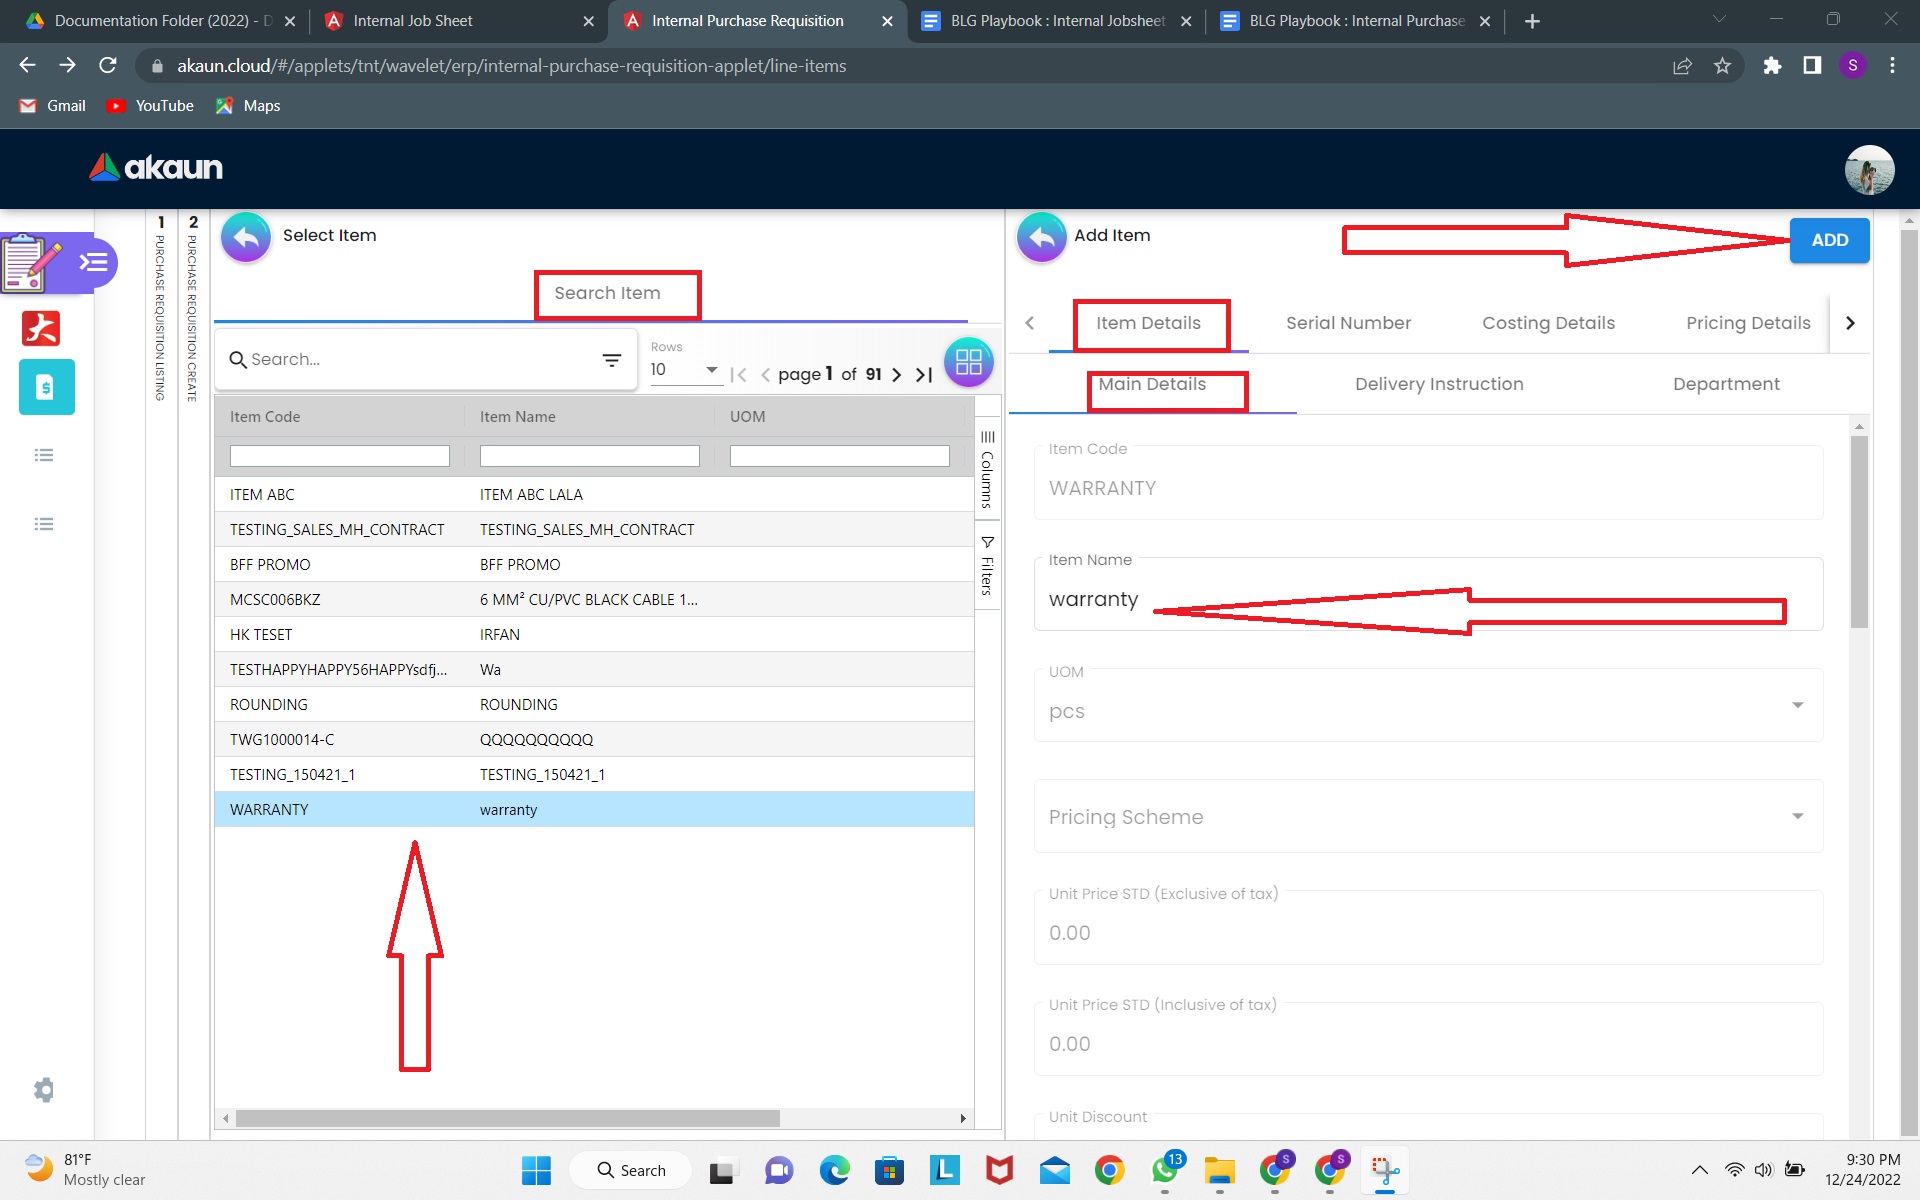 Documentation Folder (2022) - D
Internal Job Sheet
Internal Purchase Requisition
BLG Playbook : Internal Jobsheet
BLG Playbook : Internal Purchase
akaun.cloud/#/applets/tnt/wavelet/erp/internal-purchase-requisition-applet/line-items
S
Gmail
YouTube
Maps
akaun
1 PURCHASE REQUISITION LISTING
2 PURCHASE REQUISITION CREATE
Select Item
Search Item
Search...
Rows
10
page 1 of 91
Item Code Item Name UOM
ITEM ABC ITEM ABC LALA
TESTING_SALES_MH_CONTRACT TESTING_SALES_MH_CONTRACT
BFF PROMO BFF PROMO
MCSC006BKZ 6 MM² CU/PVC BLACK CABLE 1...
HK TESET IRFAN
TESTHAPPYHAPPY56HAPPYsdfj... Wa
ROUNDING ROUNDING
TWG1000014-C QQQQQQQQQQ
TESTING_150421_1 TESTING_150421_1
WARRANTY warranty
Columns
Filters
Add Item
ADD
Item Details Serial Number Costing Details Pricing Details
Main Details Delivery Instruction Department
Item Code
WARRANTY
Item Name
warranty
UOM
pcs
Pricing Scheme
Unit Price STD (Exclusive of tax)
0.00
Unit Price STD (Inclusive of tax)
0.00
Unit Discount
81°F
Mostly clear
Search
L
13
S
S
9:30 PM
12/24/2022